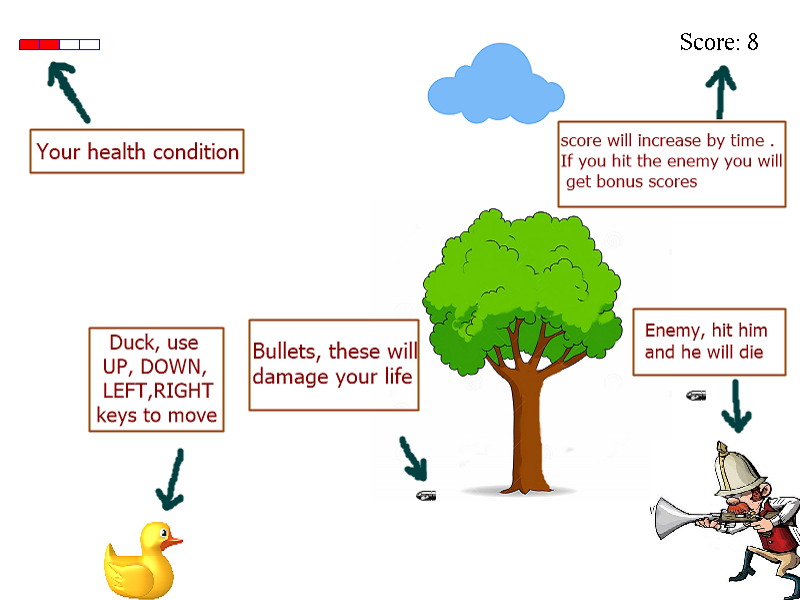 Score: 8
Your health condition
score will increase by time .
If you hit the enemy you will
get bonus scores
Duck, use
UP, DOWN,
LEFT,RIGHT
keys to move
Bullets, these will
damage your life
Enemy, hit him
and he will die